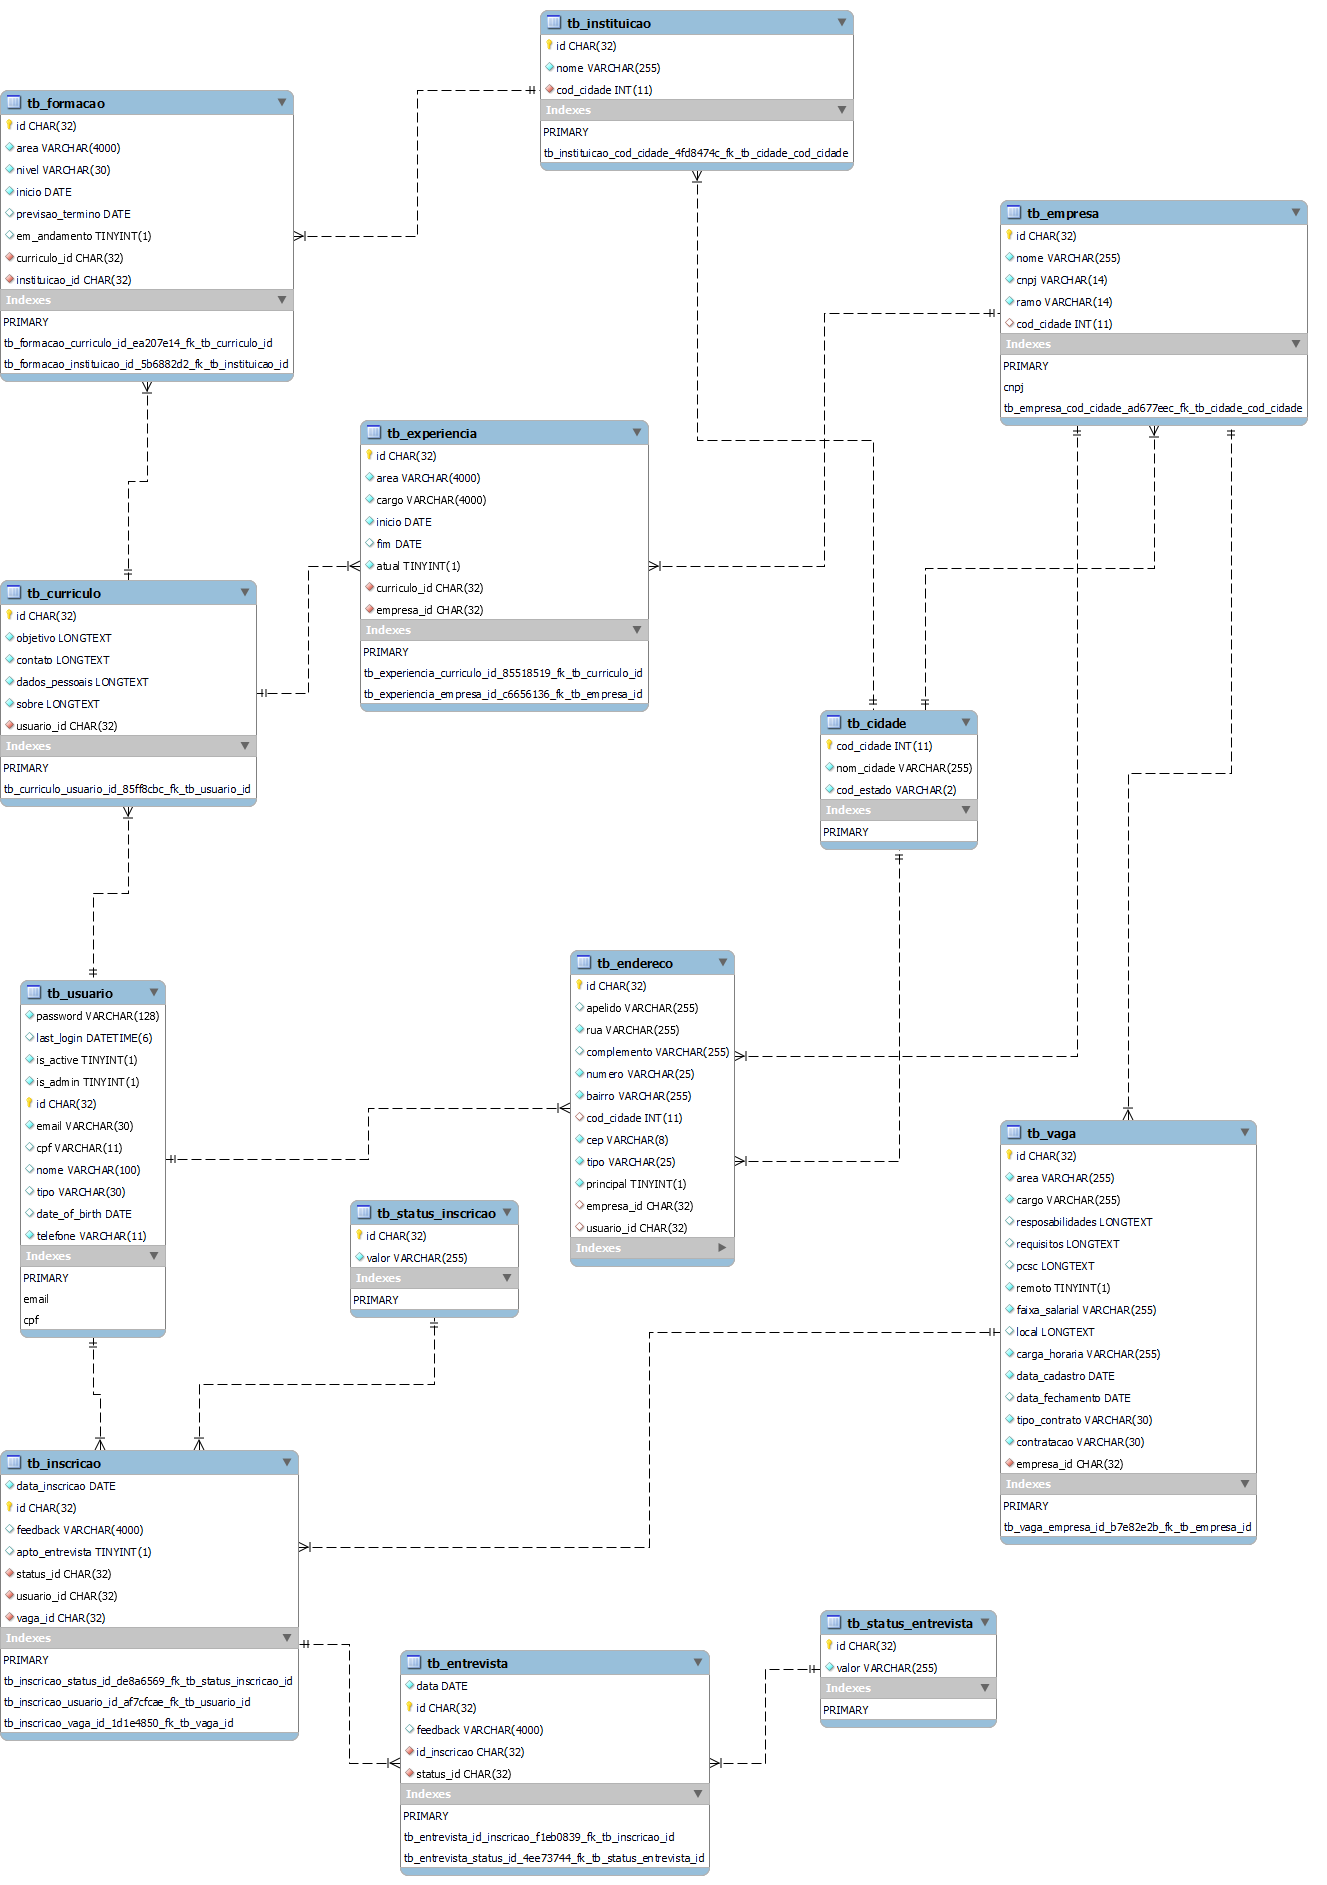 tb_instituicao
id CHAR(32)
nome VARCHAR(255)
cod_cidade INT(11)
Indexes
PRIMARY
tb_instituicao_cod_cidade_4fd8474c_fk_tb_cidade_cod_cidade
tb_formacao
id CHAR(32)
area VARCHAR(4000)
nivel VARCHAR(30)
inicio DATE
previsao_termino DATE
em_andamento TINYINT(1)
curriculo_id CHAR(32)
instituicao_id CHAR(32)
Indexes
PRIMARY
tb_formacao_curriculo_id_ea207e14_fk_tb_curriculo_id
tb_formacao_instituicao_id_5b6882d2_fk_tb_instituicao_id
tb_empresa
id CHAR(32)
nome VARCHAR(255)
cnpj VARCHAR(14)
ramo VARCHAR(14)
cod_cidade INT(11)
Indexes
PRIMARY
cnpj
tb_empresa_cod_cidade_ad677eec_fk_tb_cidade_cod_cidade
tb_experiencia
id CHAR(32)
area VARCHAR(4000)
cargo VARCHAR(4000)
inicio DATE
fim DATE
atual TINYINT(1)
curriculo_id CHAR(32)
empresa_id CHAR(32)
Indexes
PRIMARY
tb_experiencia_curriculo_id_85518519_fk_tb_curriculo_id
tb_experiencia_empresa_id_c6656136_fk_tb_empresa_id
tb_curriculo
id CHAR(32)
objetivo LONGTEXT
contato LONGTEXT
dados_pessoais LONGTEXT
sobre LONGTEXT
usuario_id CHAR(32)
Indexes
PRIMARY
tb_curriculo_usuario_id_85ff8cbc_fk_tb_usuario_id
tb_cidade
cod_cidade INT(11)
nom_cidade VARCHAR(255)
cod_estado VARCHAR(2)
Indexes
PRIMARY
tb_usuario
password VARCHAR(128)
last_login DATETIME(6)
is_active TINYINT(1)
is_admin TINYINT(1)
id CHAR(32)
email VARCHAR(30)
cpf VARCHAR(11)
nome VARCHAR(100)
tipo VARCHAR(30)
date_of_birth DATE
telefone VARCHAR(11)
Indexes
PRIMARY
email
cpf
tb_endereco
id CHAR(32)
apelido VARCHAR(255)
rua VARCHAR(255)
complemento VARCHAR(255)
numero VARCHAR(25)
bairro VARCHAR(255)
cod_cidade INT(11)
cep VARCHAR(8)
tipo VARCHAR(25)
principal TINYINT(1)
empresa_id CHAR(32)
usuario_id CHAR(32)
Indexes
tb_status_inscricao
id CHAR(32)
valor VARCHAR(255)
Indexes
PRIMARY
tb_vaga
id CHAR(32)
area VARCHAR(255)
cargo VARCHAR(255)
resposabilidades LONGTEXT
requisitos LONGTEXT
pcsc LONGTEXT
remoto TINYINT(1)
faixa_salarial VARCHAR(255)
local LONGTEXT
carga_horaria VARCHAR(255)
data_cadastro DATE
data_fechamento DATE
tipo_contrato VARCHAR(30)
contratacao VARCHAR(30)
empresa_id CHAR(32)
Indexes
PRIMARY
tb_vaga_empresa_id_b7e82e2b_fk_tb_empresa_id
tb_inscricao
data_inscricao DATE
id CHAR(32)
feedback VARCHAR(4000)
apto_entrevista TINYINT(1)
status_id CHAR(32)
usuario_id CHAR(32)
vaga_id CHAR(32)
Indexes
PRIMARY
tb_inscricao_status_id_de8a6569_fk_tb_status_inscricao_id
tb_inscricao_usuario_id_af7cfcae_fk_tb_usuario_id
tb_inscricao_vaga_id_1d1e4850_fk_tb_vaga_id
tb_entrevista
data DATE
id CHAR(32)
feedback VARCHAR(4000)
id_inscricao CHAR(32)
status_id CHAR(32)
Indexes
PRIMARY
tb_entrevista_id_inscricao_f1eb0839_fk_tb_inscricao_id
tb_entrevista_status_id_4ee73744_fk_tb_status_entrevista_id
tb_status_entrevista
id CHAR(32)
valor VARCHAR(255)
Indexes
PRIMARY